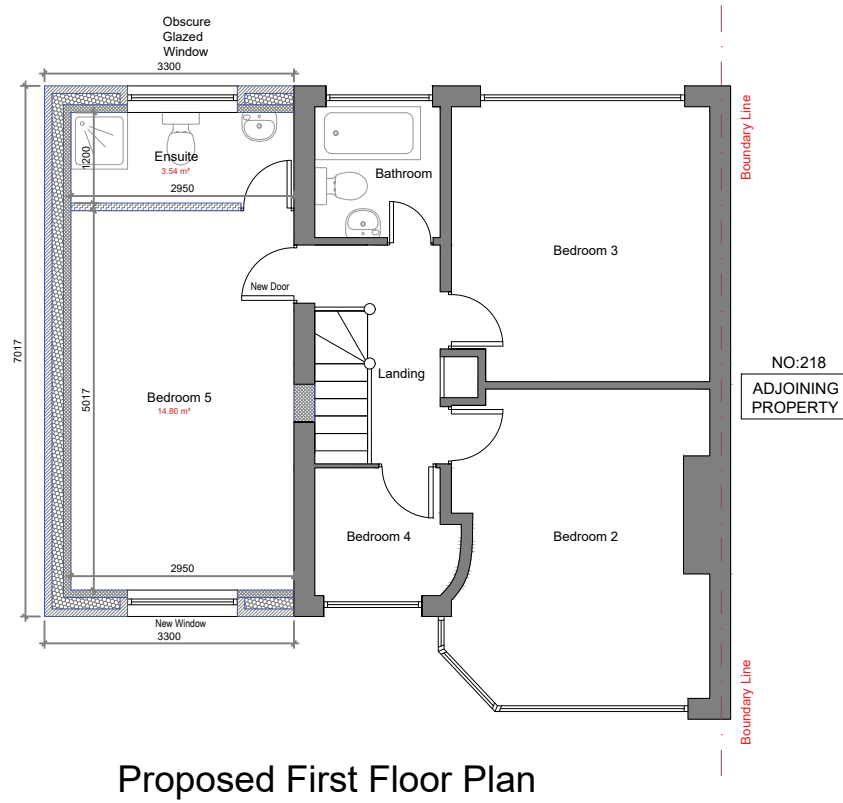 Obscure
Glazed
Window
3300
Boundary Line
1200
Ensuite
3.54 m²
2950
Bathroom
Bedroom 3
New Door
7017
Landing
NO:218
ADJOINING
PROPERTY
5017
Bedroom 5
14.80 m²
Bedroom 4
Bedroom 2
2950
New Window
3300
Boundary Line
Proposed First Floor Plan